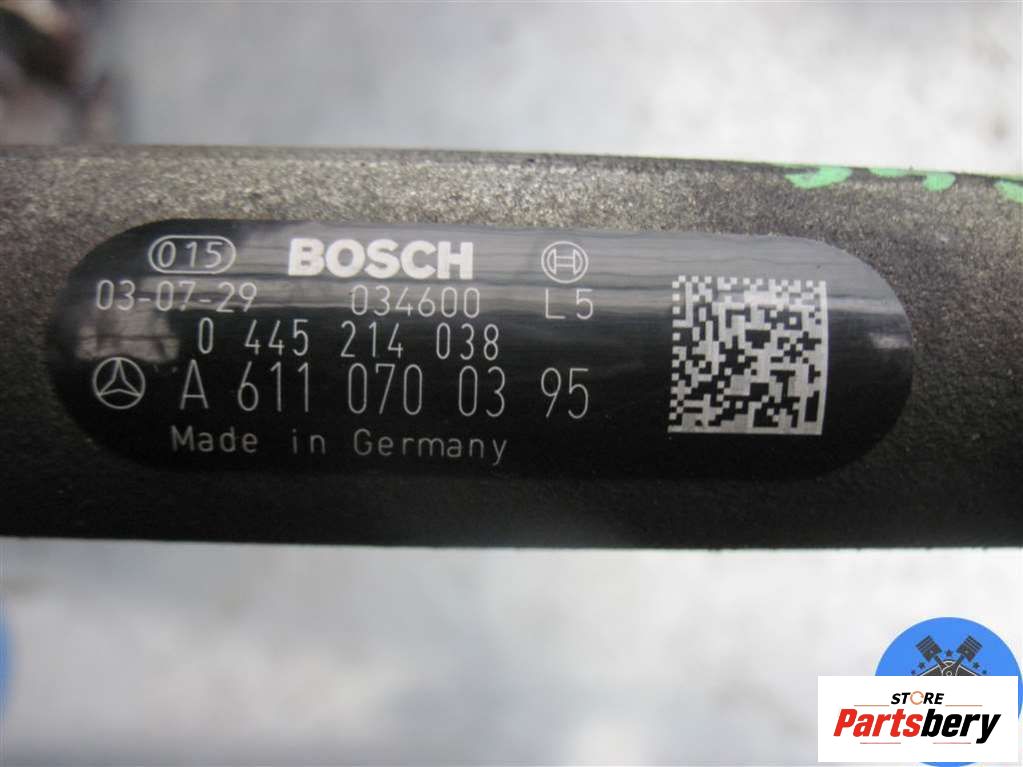 015 BOSCH
03-07-29 034600 L5
0 445 214 038
A 611 070 03 95
Made in Germany
STORE
Partsbery